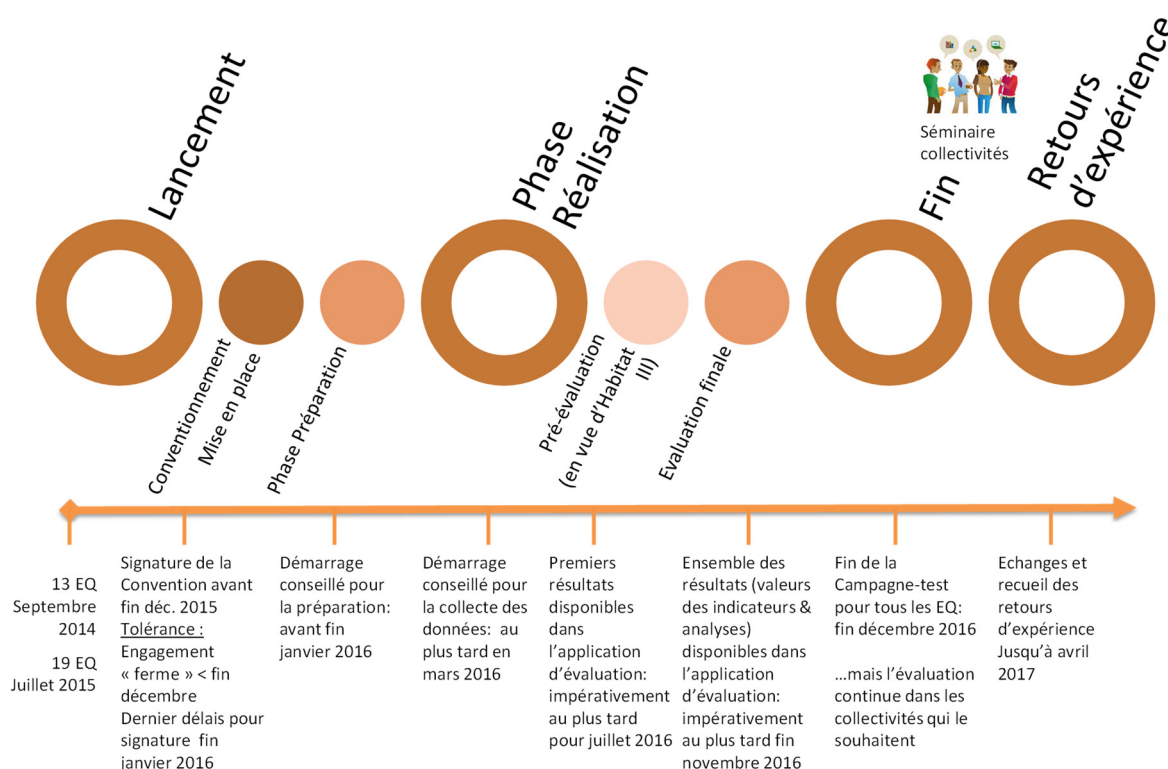 Lancement
Phase
Réalisation
Séminaire
collectivités
Fin
Retours
d'expérience
Conventionnement
Mise en place
Phase Préparation
Pré-évaluation
(en vue d'Habitat
III)
Evaluation finale
13 EQ
Septembre
2014
19 EQ
Juillet 2015
Signature de la
Convention avant
fin déc. 2015
Tolérance :
Engagement
« ferme » < fin
décembre
Dernier délais pour
signature fin
janvier 2016
Démarrage
conseillé pour
la préparation:
avant fin
janvier 2016
Démarrage
conseillé pour
la collecte des
données: au
plus tard en
mars 2016
Premiers
résultats
disponibles
dans
l'application
d'évaluation:
impérativement
au plus tard
pour juillet 2016
Ensemble des
résultats (valeurs
des indicateurs &
analyses)
disponibles dans
l'application
d'évaluation:
impérativement
au plus tard fin
novembre 2016
Fin de la
Campagne-test
pour tous les EQ:
fin décembre 2016
...mais l'évaluation
continue dans les
collectivités qui le
souhaitent
Echanges et
recueil des
retours
d'expérience
Jusqu'à avril
2017